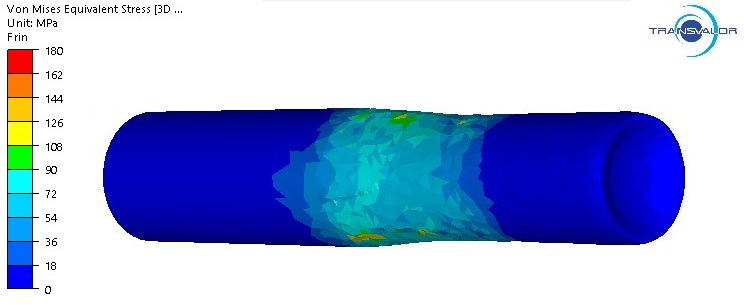 Von Mises Equivalent Stress [3D ...
Unit: MPa
Frin
180
162
144
126
108
90
72
54
36
18
0
TRANSVALOR